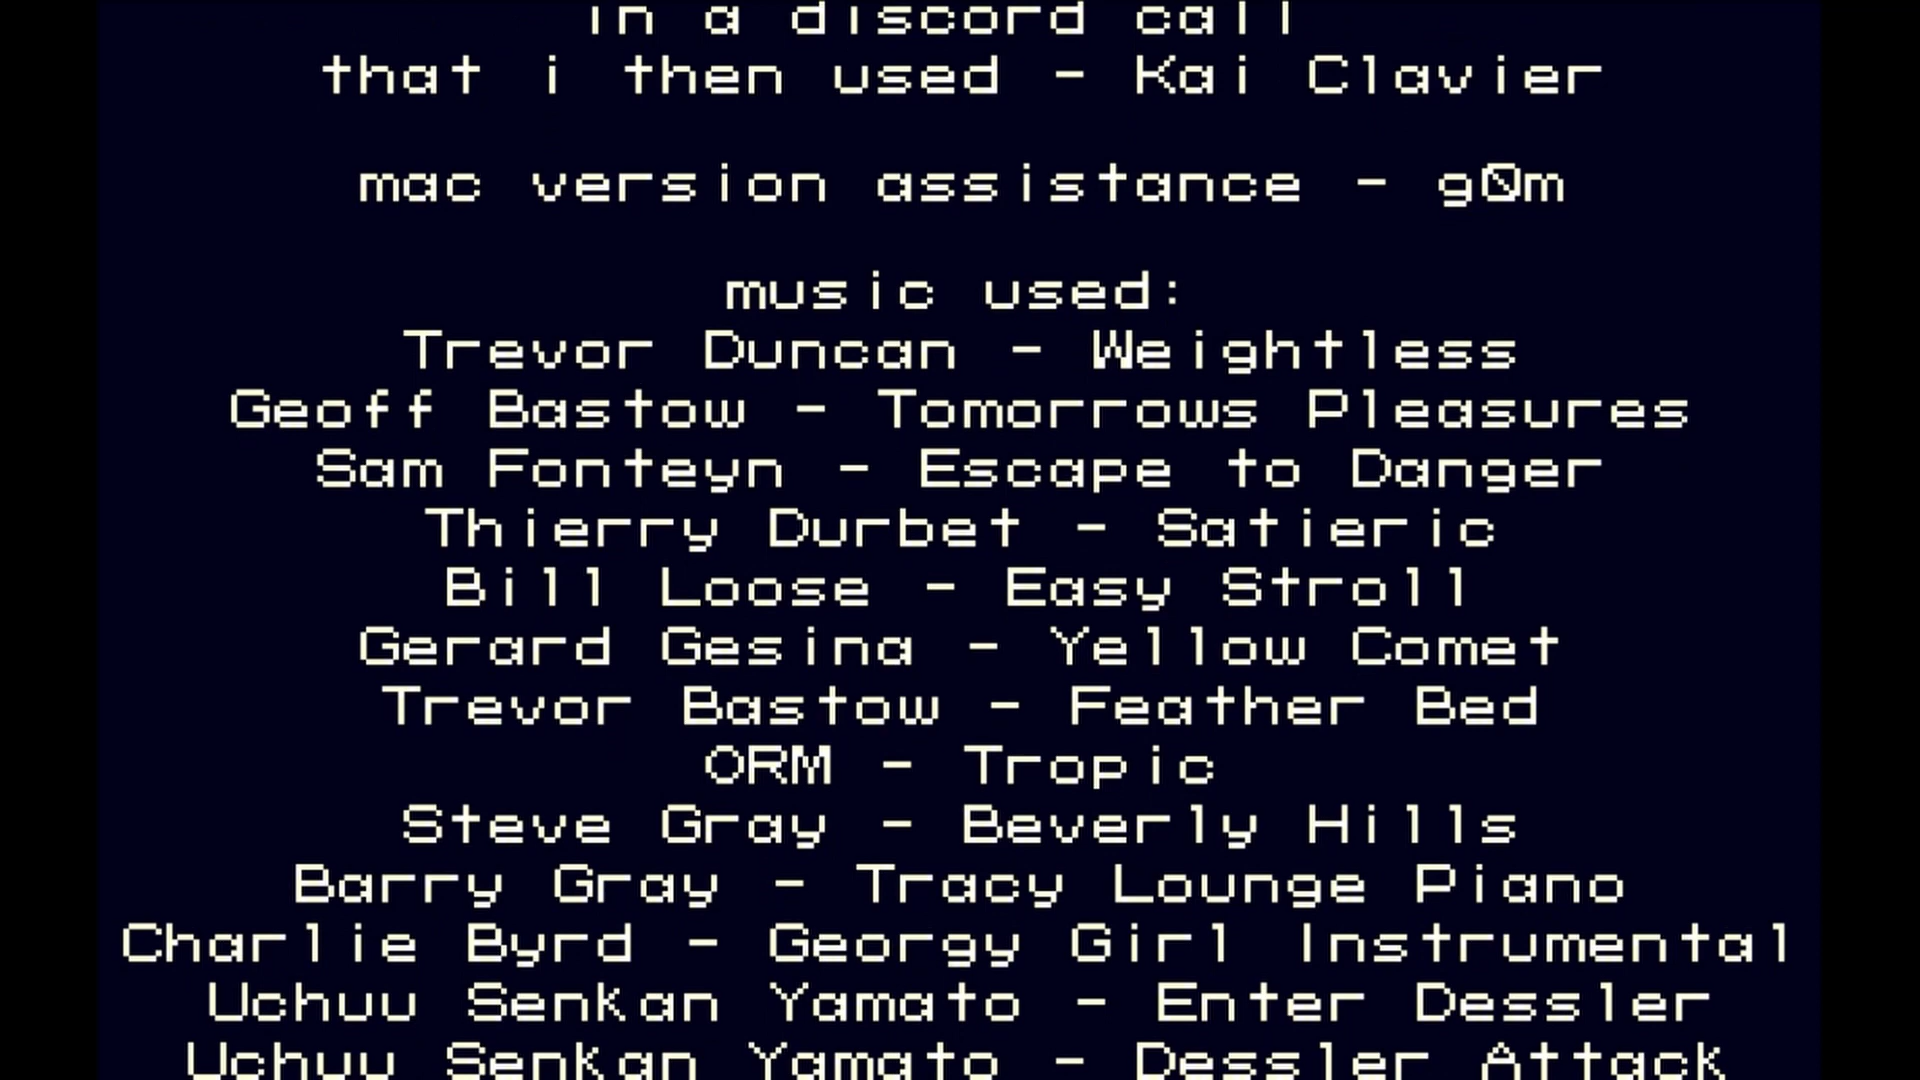 in a discord call
that i then used - Kai Clavier
mac version assistance - g0m
music used:
Trevor Duncan - Weightless
Geoff Bastow - Tomorrows Pleasures
Sam Fonteyn - Escape to Danger
Thierry Durbet - Satieric
Bill Loose - Easy Stroll
Gerard Gesina - Yellow Comet
Trevor Bastow - Feather Bed
ORM - Tropic
Steve Gray - Beverly Hills
Barry Gray - Tracy Lounge Piano
Charlie Byrd - Georgy Girl Instrumental
Uchuu Senkan Yamato - Enter Dessler
Uchuu Senkan Yamato - Dessler Attack